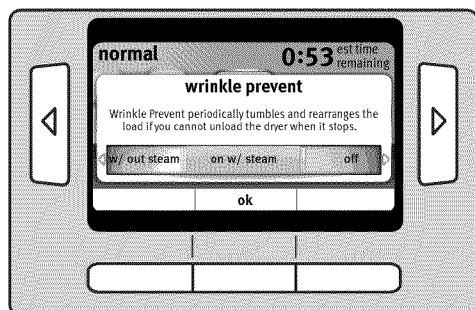 normal
0:53 est time remaining
wrinkle prevent
Wrinkle Prevent periodically tumbles and rearranges the
load if you cannot unload the dryer when it stops.
w/ out steam on w/ steam off
ok